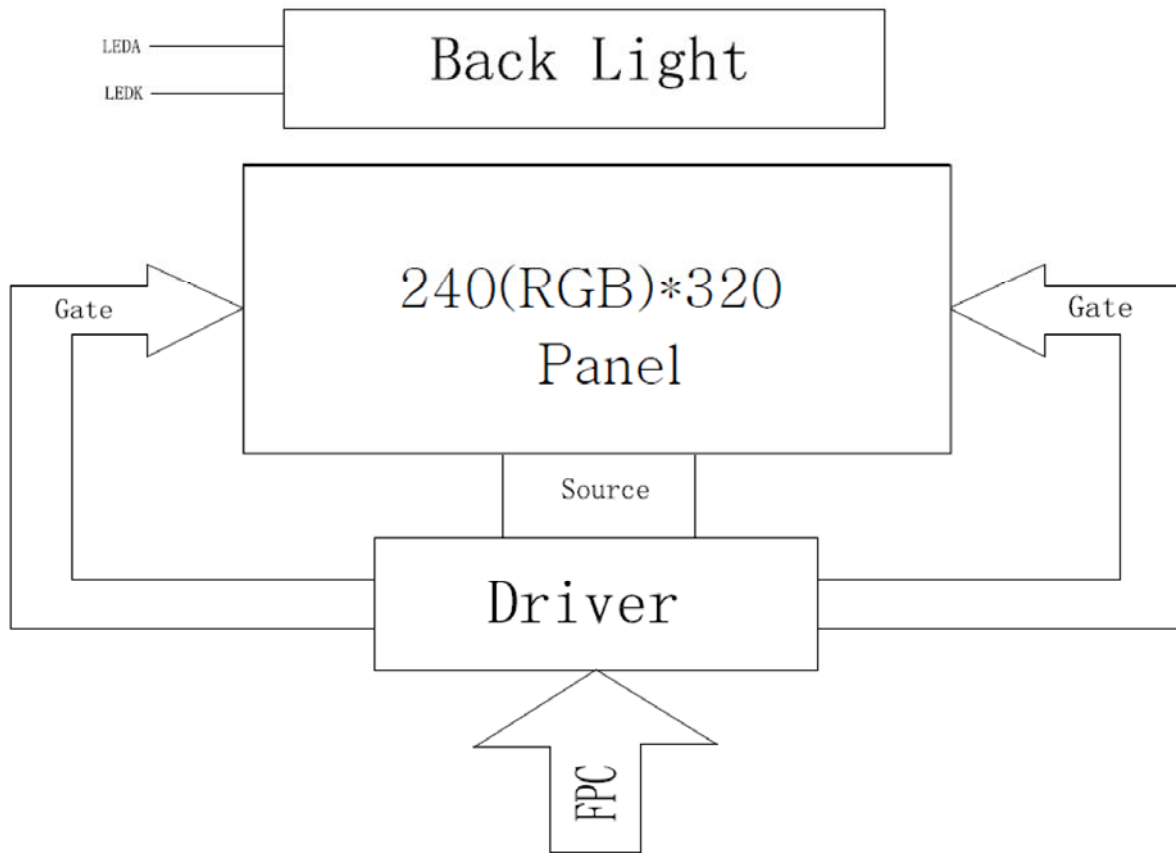 LEDA
LEDK
Back Light
240(RGB)*320
Panel
Gate
Gate
Source
Driver
FPC